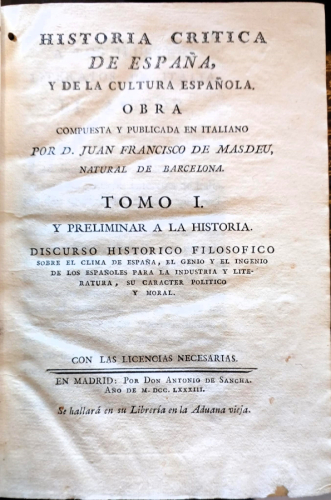 HISTORIA CRITICA
DE ESPAÑA,
Y DE LA CULTURA ESPAÑOLA,
OBRA
COMPUESTA Y PUBLICADA EN ITALIANO
POR D. JUAN FRANCISCO DE MASDEU,
NATURAL DE BARCELONA.
TOMO I.
Y PRELIMINAR A LA HISTORIA.
DISCURSO HISTORICO FILOSOFICO
SOBRE EL CLIMA DE ESPAÑA, EL GENIO Y EL INGENIO
DE LOS ESPAÑOLES PARA LA INDUSTRIA Y LITE-
RATURA, SU CARACTER POLITICO
Y MORAL.
CON LAS LICENCIAS NECESARIAS.
EN MADRID: POR DON ANTONIO DE SANCHA.
AÑO DE M. DCC. LXXXIII.
Se hallará en su Librería en la Aduana vieja.